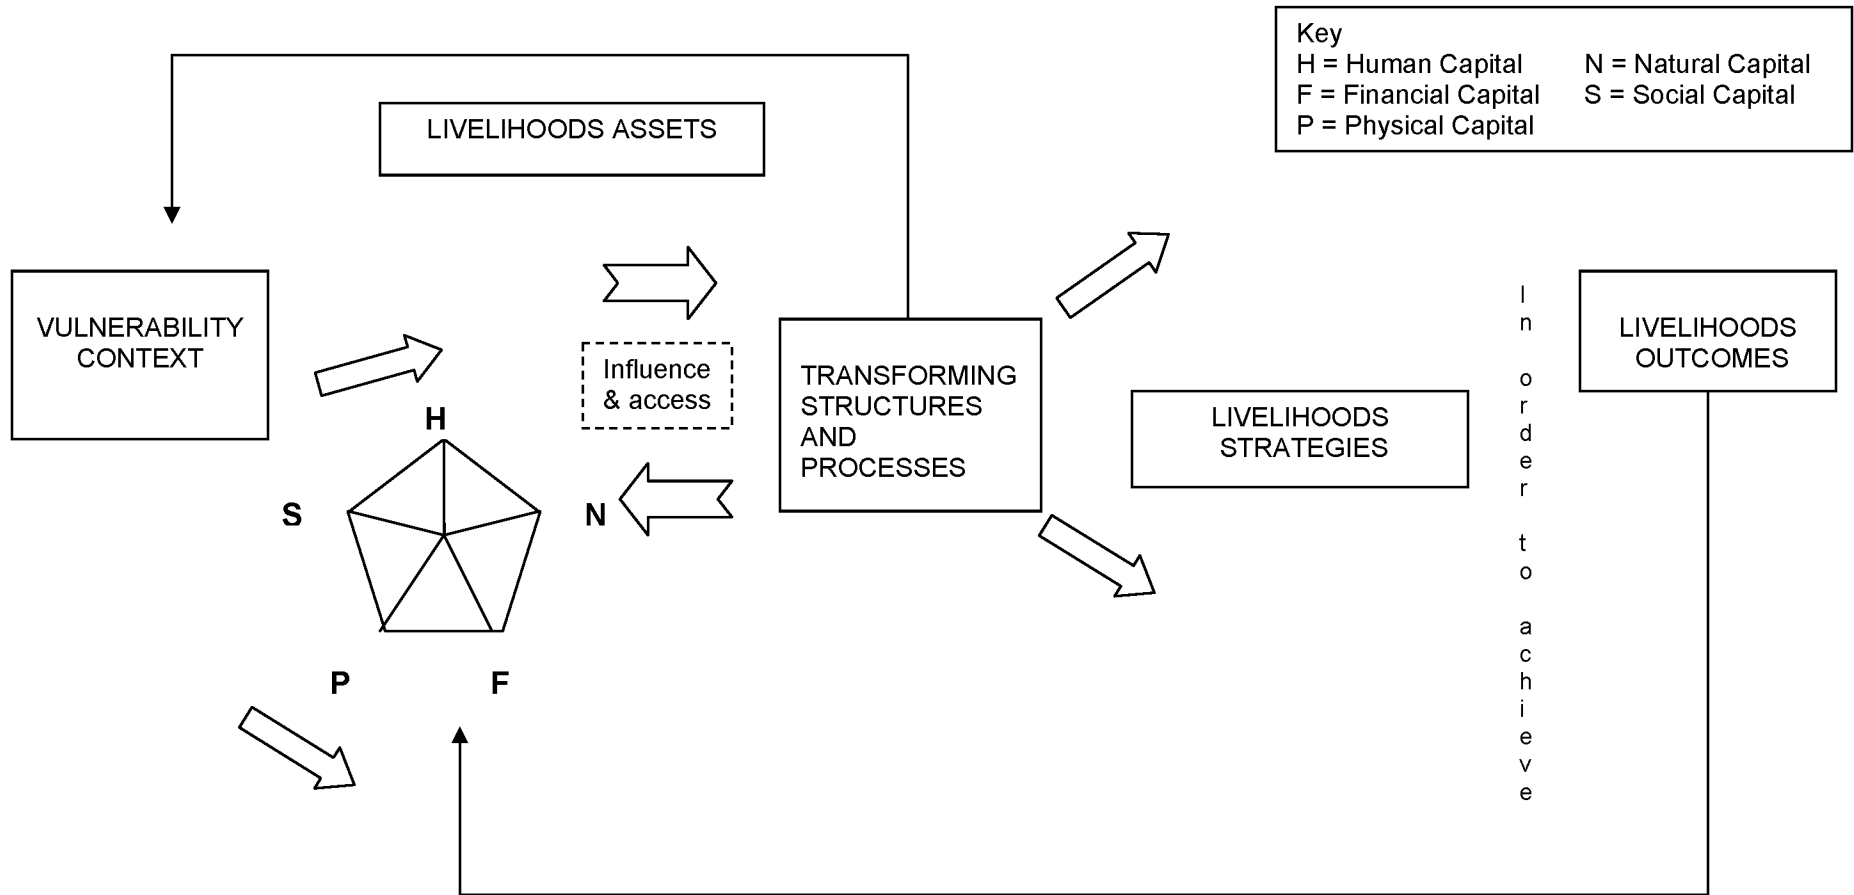 Key
H = Human Capital N = Natural Capital
F = Financial Capital S = Social Capital
P = Physical Capital
LIVELIHOODS ASSETS
VULNERABILITY
CONTEXT
Influence
& access
TRANSFORMING
STRUCTURES
AND
PROCESSES
LIVELIHOODS
STRATEGIES
In order to achieve
LIVELIHOODS
OUTCOMES
H
S
N
P
F